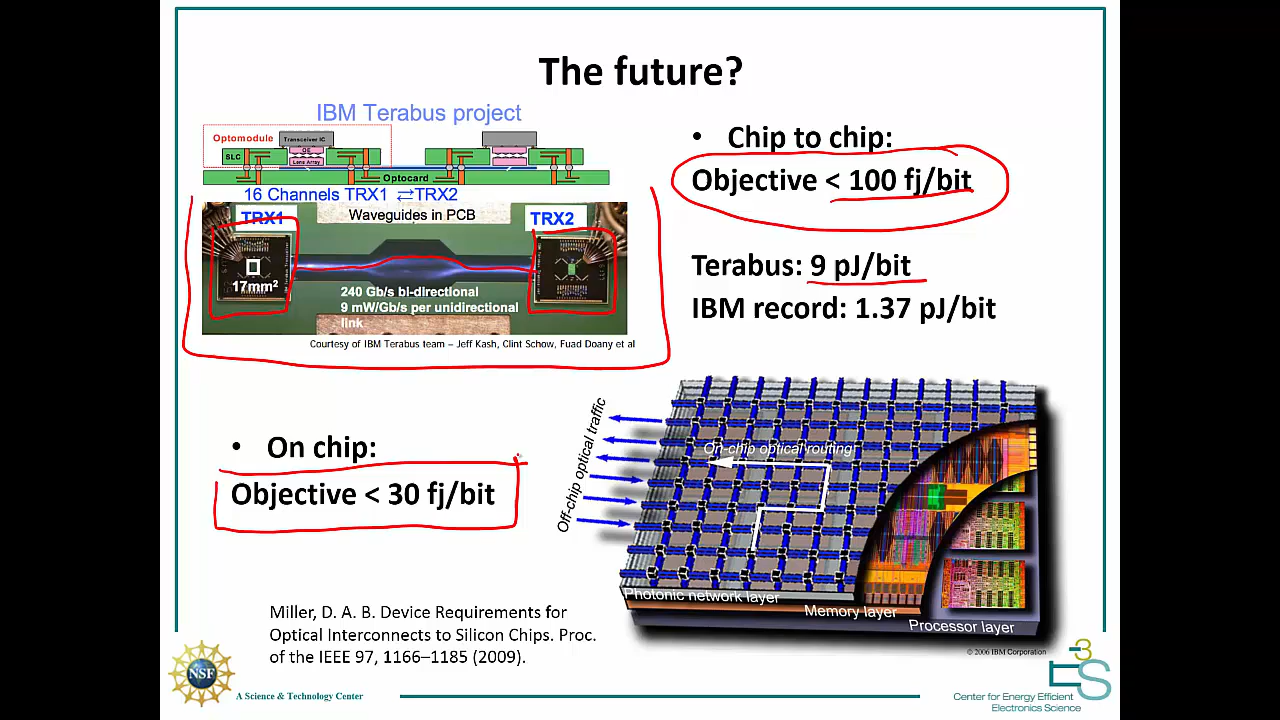 The future?
IBM Terabus project
Optomodule
Transceiver IC
OE
SLC
Lens Array
Optocard
16 Channels TRX1 ⇄TRX2
TRX1
Waveguides in PCB
TRX2
17mm²
240 Gb/s bi-directional
9 mW/Gb/s per unidirectional
link
Courtesy of IBM Terabus team – Jeff Kash, Clint Schow, Fuad Doany et al
• Chip to chip:
Objective < 100 fj/bit
Terabus: 9 pJ/bit
IBM record: 1.37 pJ/bit
• On chip:
Objective < 30 fj/bit
Off-chip optical traffic
On-chip optical routing
Photonic network layer
Memory layer
Processor layer
© 2006 IBM Corporation
Miller, D. A. B. Device Requirements for
Optical Interconnects to Silicon Chips. Proc.
of the IEEE 97, 1166–1185 (2009).
NSF
A Science & Technology Center
E3S
Center for Energy Efficient
Electronics Science